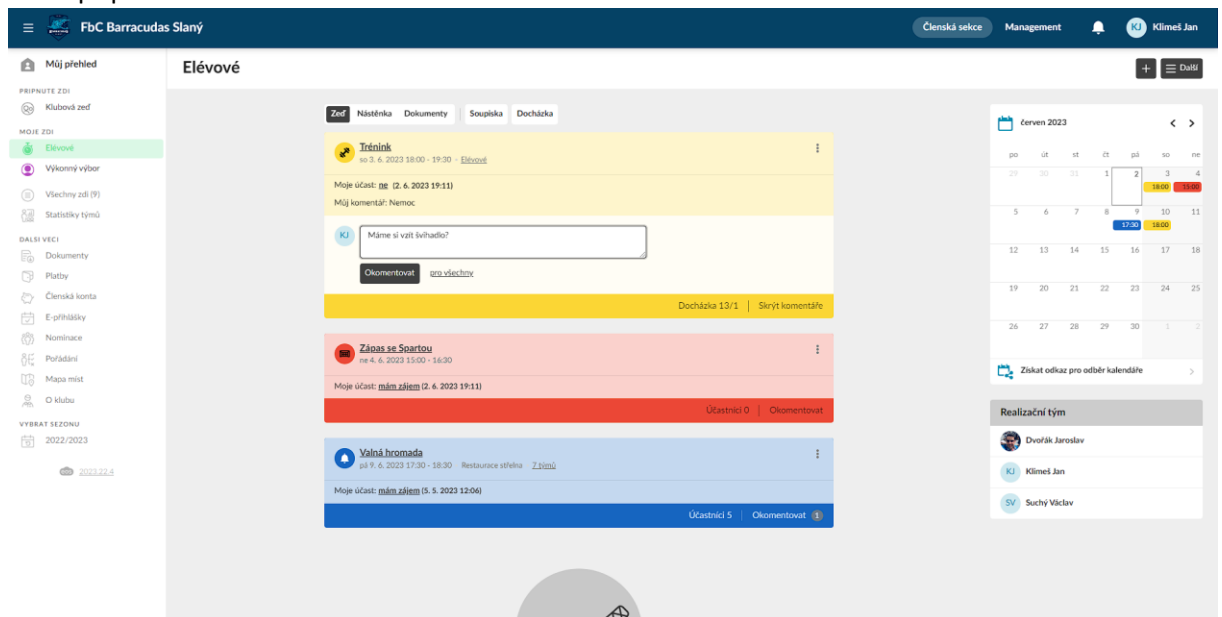 FbC Barracudas Slaný
Členská sekce Management KJ Klimeš Jan
Můj přehled
PRIPNUTE ZDI
Klubová zeď
MOJE ZDI
Elévové
Výkonný výbor
Všechny zdi (9)
Statistiky týmů
DALSI VECI
Dokumenty
Platby
Členská konta
E-přihlášky
Nominace
Pořádání
Mapa míst
O klubu
VYBRAT SEZONU
2022/2023
2023.22.4
Elévové
+ Další
Zeď Nástěnka Dokumenty Soupiska Docházka
Trénink
so 3. 6. 2023 18:00 - 19:30 - Elévové
Moje účast: ne (2. 6. 2023 19:11)
Můj komentář: Nemoc
KJ Máme si vzít švihadlo?
Okomentovat pro všechny
Docházka 13/1 | Skrýt komentáře
Zápas se Spartou
ne 4. 6. 2023 15:00 - 16:30
Moje účast: mám zájem (2. 6. 2023 19:11)
Účastníci 0 | Okomentovat
Valná hromada
pá 9. 6. 2023 17:30 - 18:30 Restaurace střelna 7 týmů
Moje účast: mám zájem (5. 5. 2023 12:06)
Účastníci 5 | Okomentovat 1
červen 2023 < >
po út st čt pá so ne
29 30 31 1 2 3 4
18:00 15:00
5 6 7 8 9 10 11
17:30 18:00
12 13 14 15 16 17 18
19 20 21 22 23 24 25
26 27 28 29 30 1 2
Získat odkaz pro odběr kalendáře >
Realizační tým
Dvořák Jaroslav
KJ Klimeš Jan
SV Suchý Václav